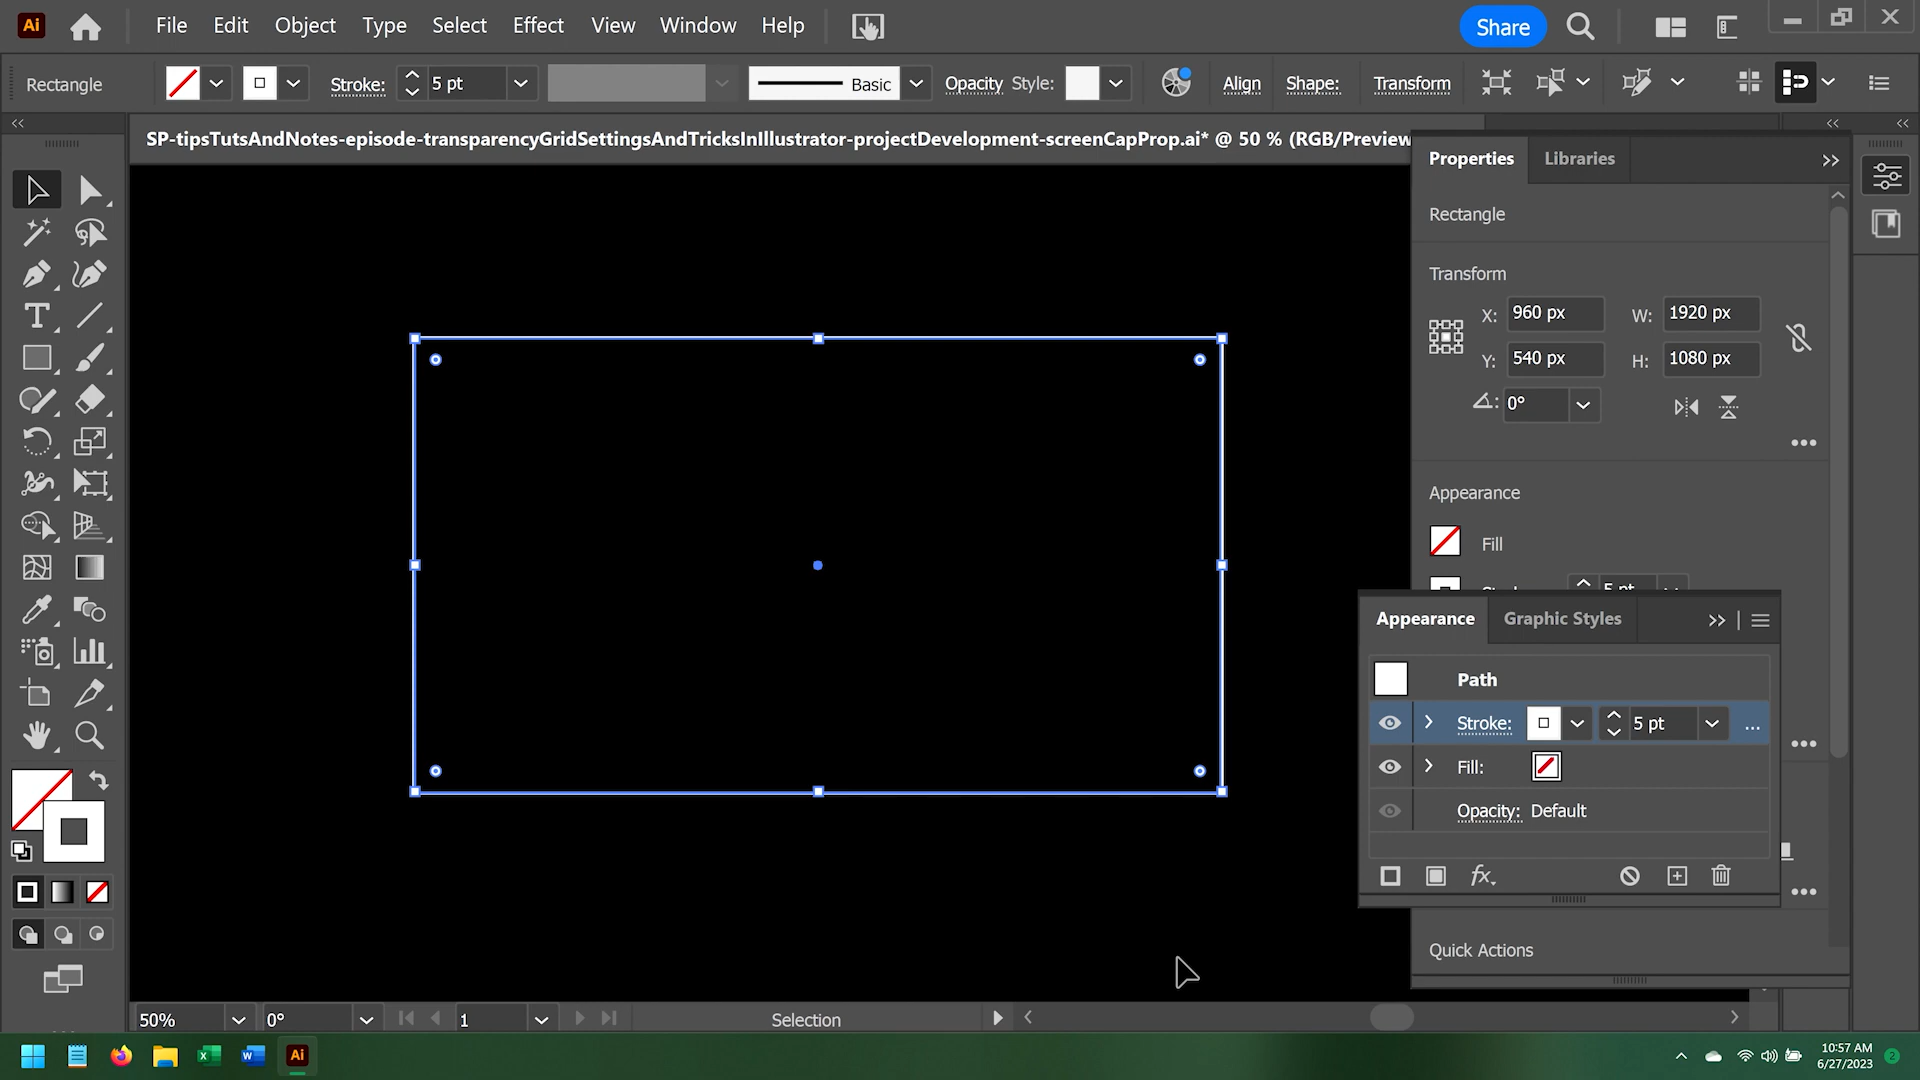 Ai File Edit Object Type Select Effect View Window Help Share
Rectangle Stroke: 5 pt Basic Opacity Style: Align Shape: Transform
SP-tipsTutsAndNotes-episode-transparencyGridSettingsAndTricksInIllustrator-projectDevelopment-screenCapProp.ai* @ 50 % (RGB/Preview
Properties Libraries
Rectangle
Transform
X: 960 px W: 1920 px
Y: 540 px H: 1080 px
0°
Appearance
Fill
Appearance Graphic Styles
Path
Stroke: 5 pt
Fill:
Opacity: Default
fx
Quick Actions
50% 0° 1 Selection
Ai
10:57 AM
6/27/2023
2